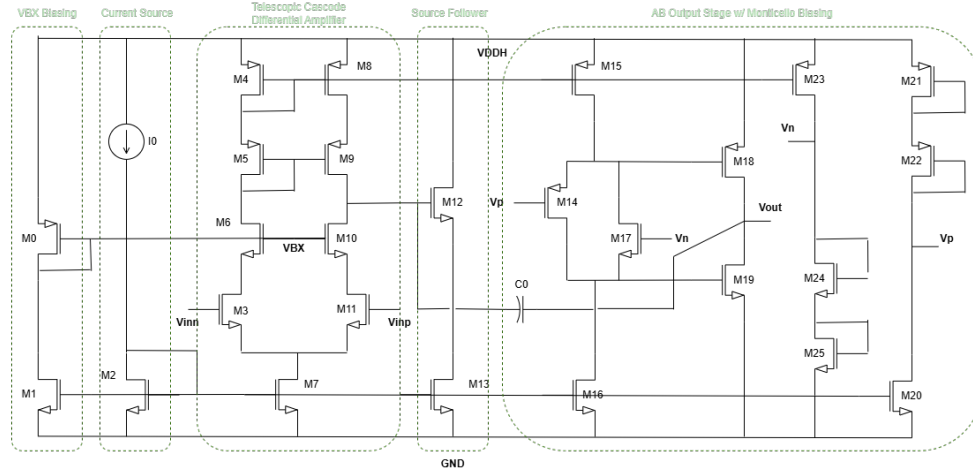 VBX Biasing
Current Source
Telescopic Cascode
Differential Amplifier
Source Follower
AB Output Stage w/ Monticello Biasing
VDDH
M4
M8
M15
M23
M21
I0
Vn
M5
M9
M18
M22
Vp
M14
M12
Vout
M0
M6
VBX
M10
M17
Vn
Vp
C0
M19
M24
Vinn
M3
M11
Vinp
M25
M1
M2
M7
M13
M16
M20
GND